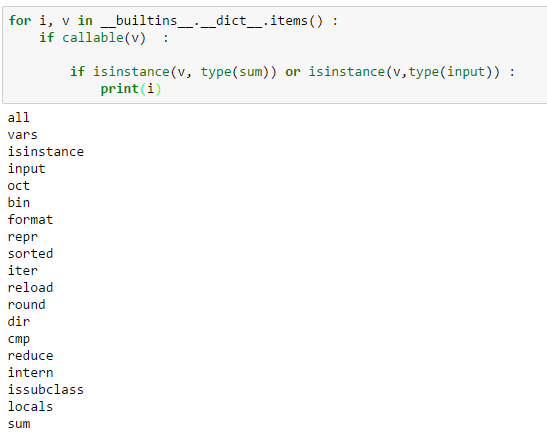 for i, v in __builtins__.__dict__.items() :
    if callable(v)  :
        if isinstance(v, type(sum)) or isinstance(v,type(input)) :
            print(i)
all
vars
isinstance
input
oct
bin
format
repr
sorted
iter
reload
round
dir
cmp
reduce
intern
issubclass
locals
sum